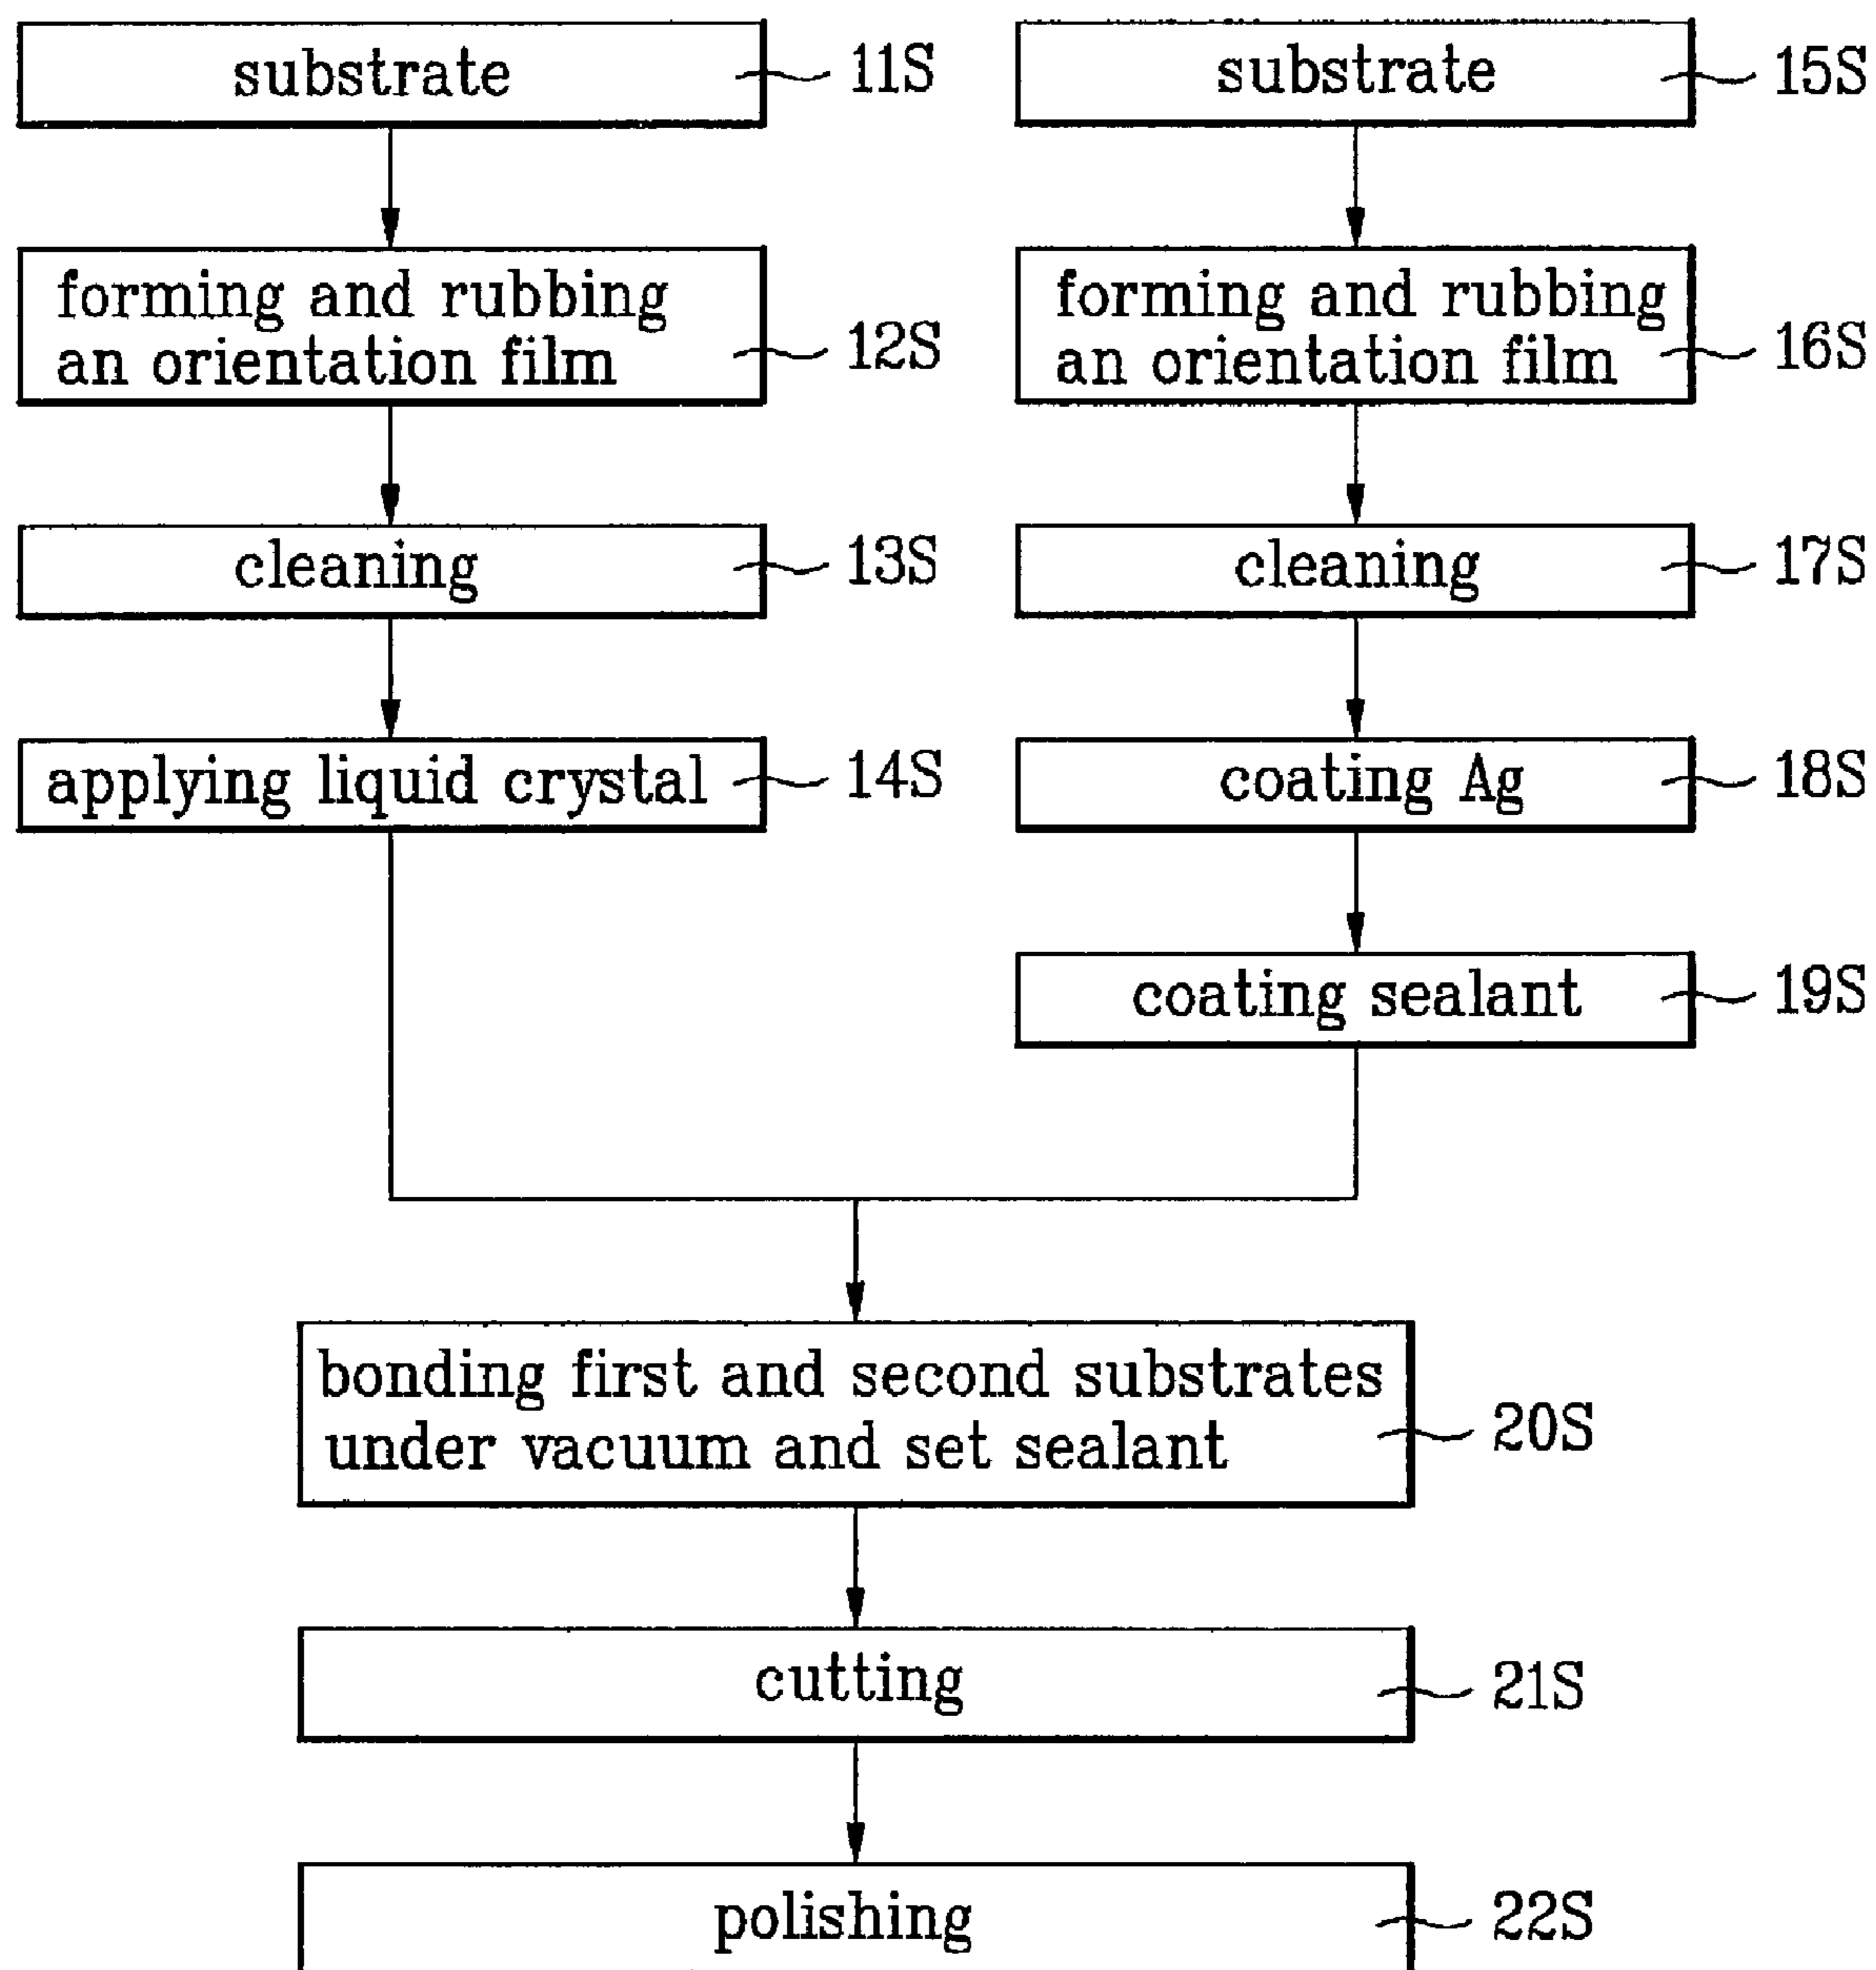 substrate 11S
forming and rubbing
an orientation film 12S
cleaning 13S
applying liquid crystal 14S
substrate 15S
forming and rubbing
an orientation film 16S
cleaning 17S
coating Ag 18S
coating sealant 19S
bonding first and second substrates
under vacuum and set sealant 20S
cutting 21S
polishing 22S